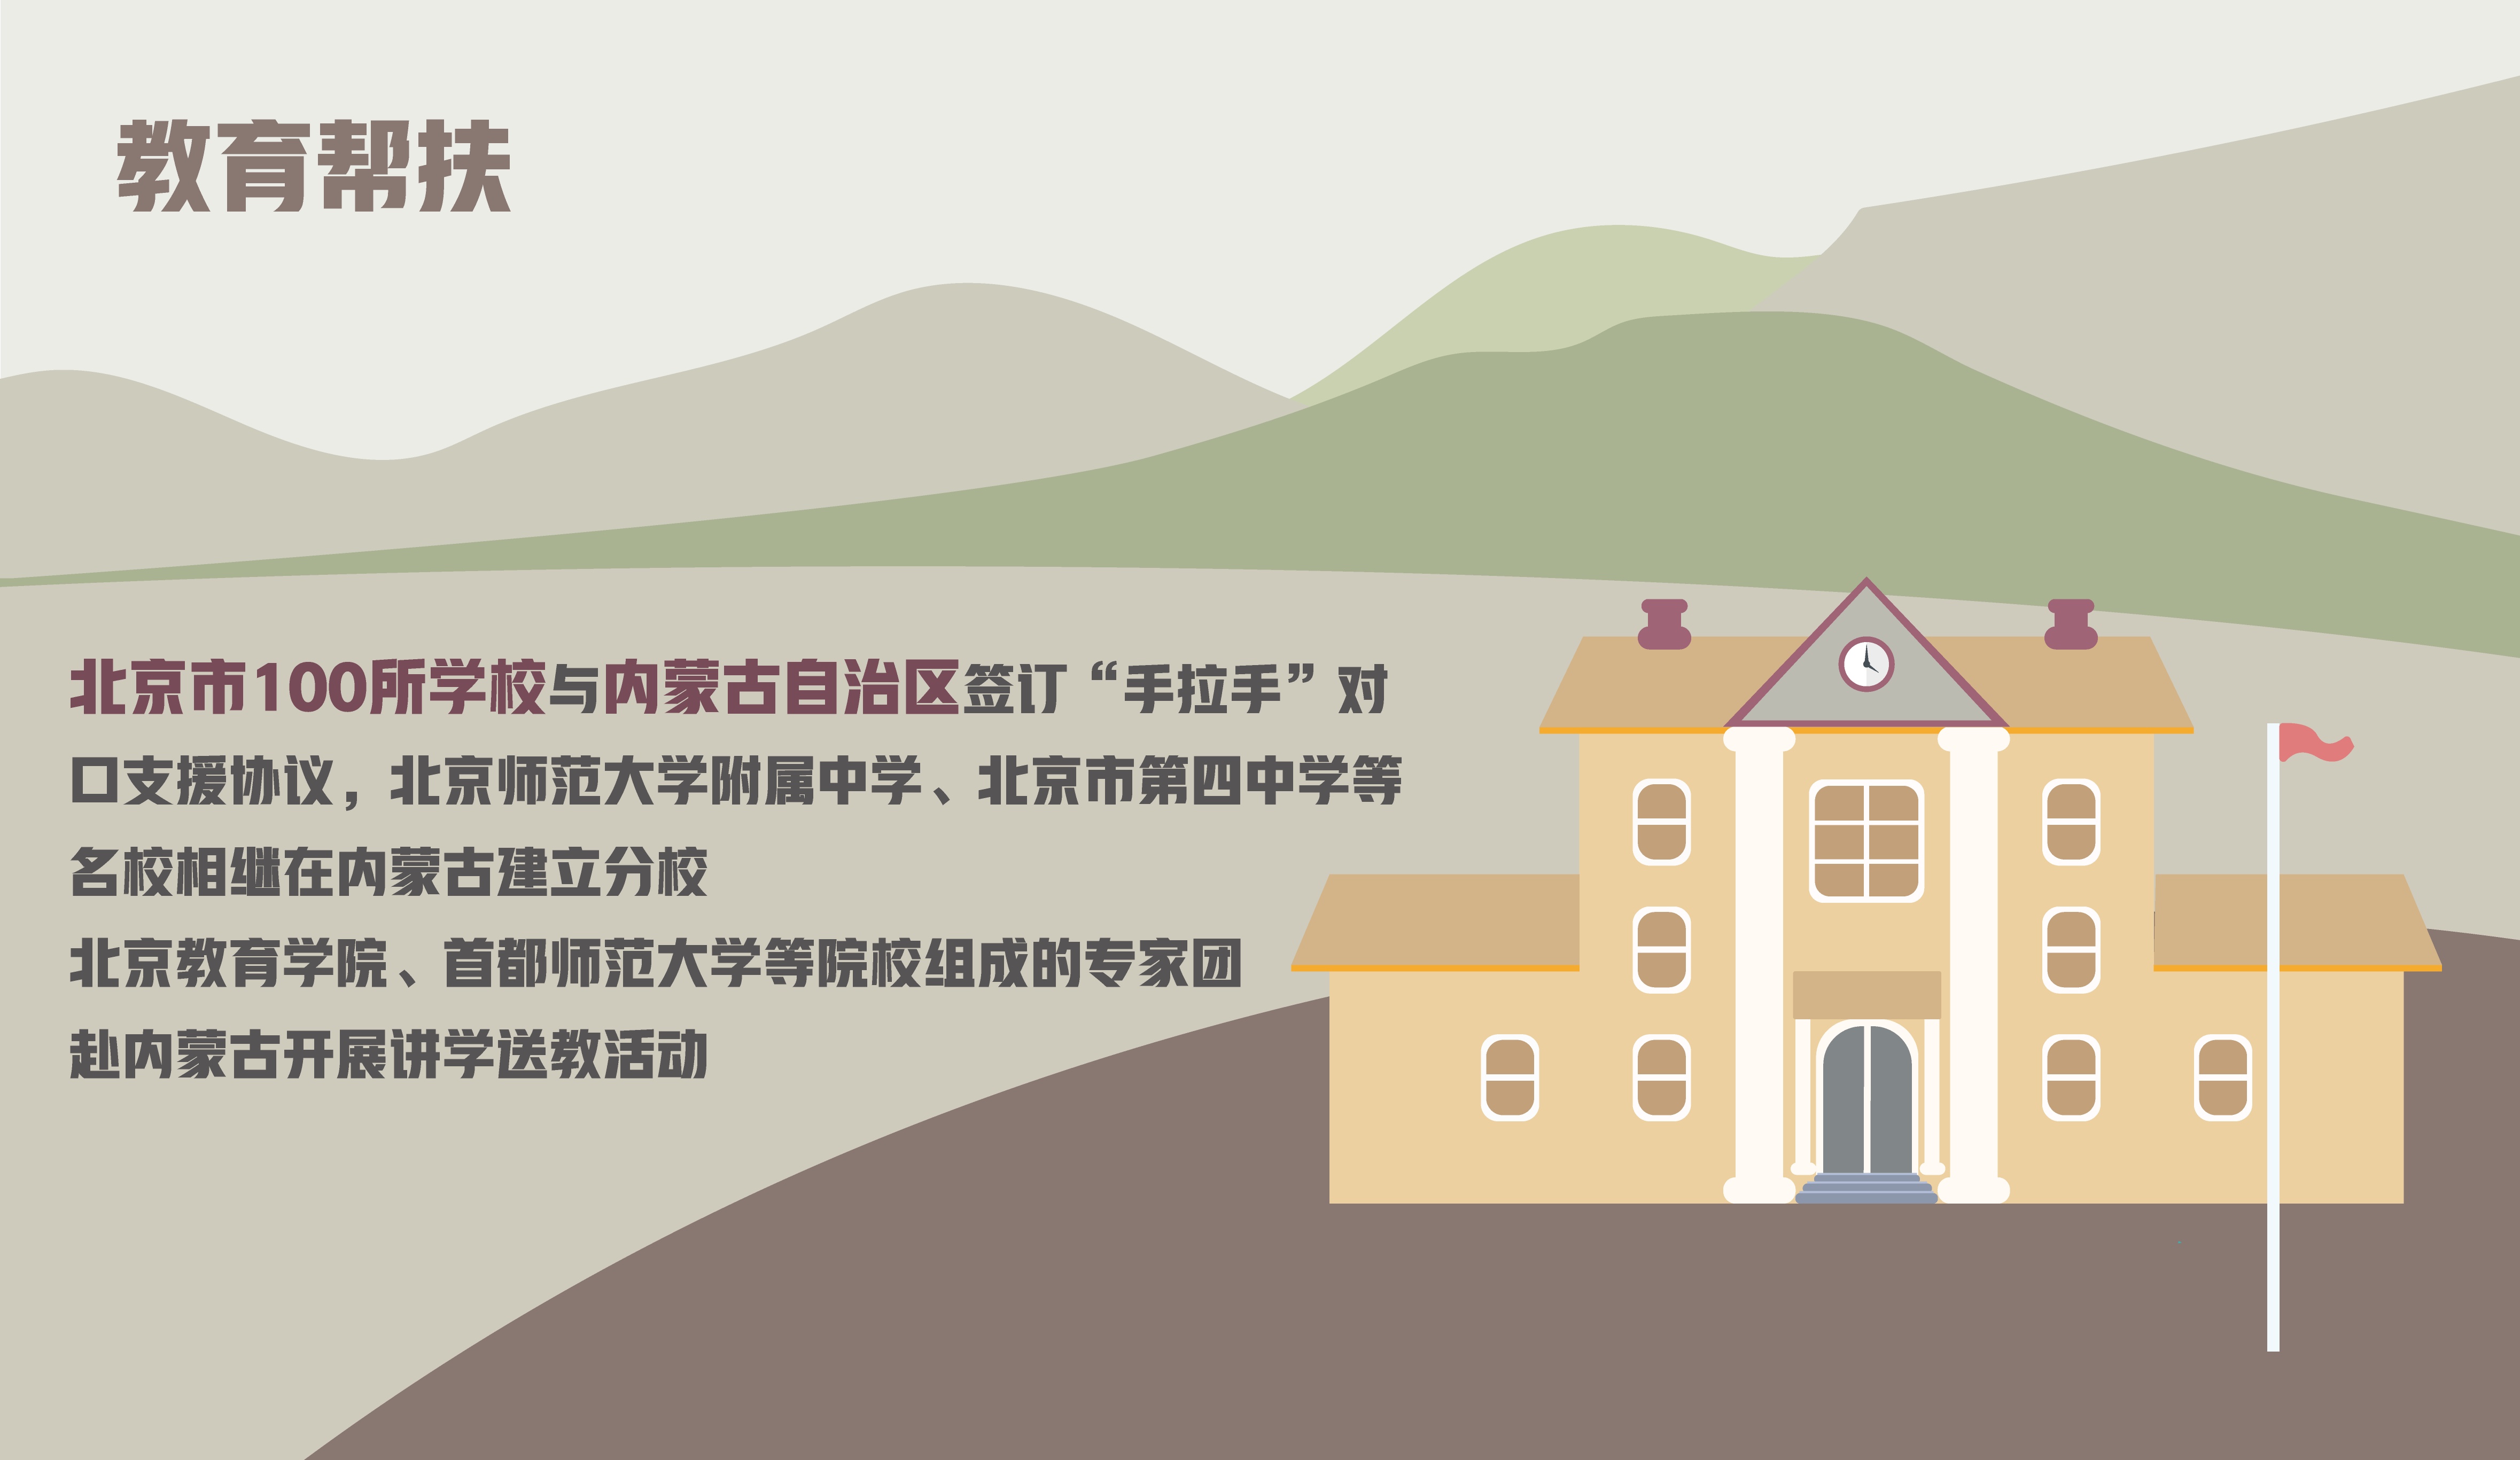 教育帮扶
北京市100所学校与内蒙古自治区签订“手拉手”对
口支援协议，北京师范大学附属中学、北京市第四中学等
名校相继在内蒙古建立分校
北京教育学院、首都师范大学等院校组成的专家团
赴内蒙古开展讲学送教活动